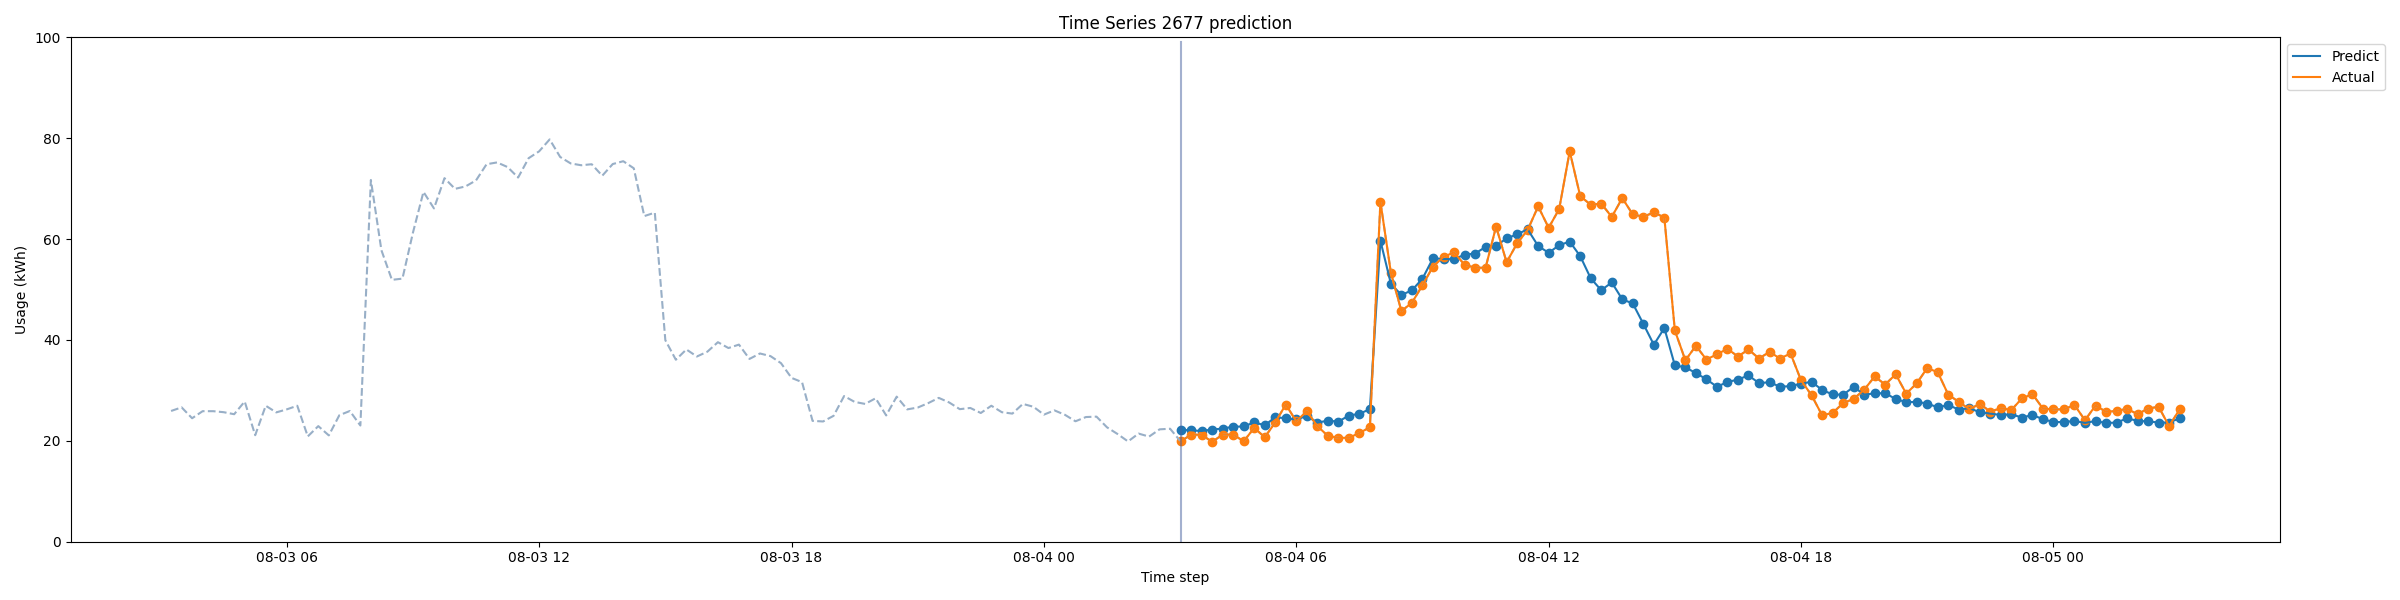 Time Series 2677 prediction
100
80
60
40
20
0
Usage (kWh)
08-03 06
08-03 12
08-03 18
08-04 00
08-04 06
08-04 12
08-04 18
08-05 00
Time step
Predict
Actual